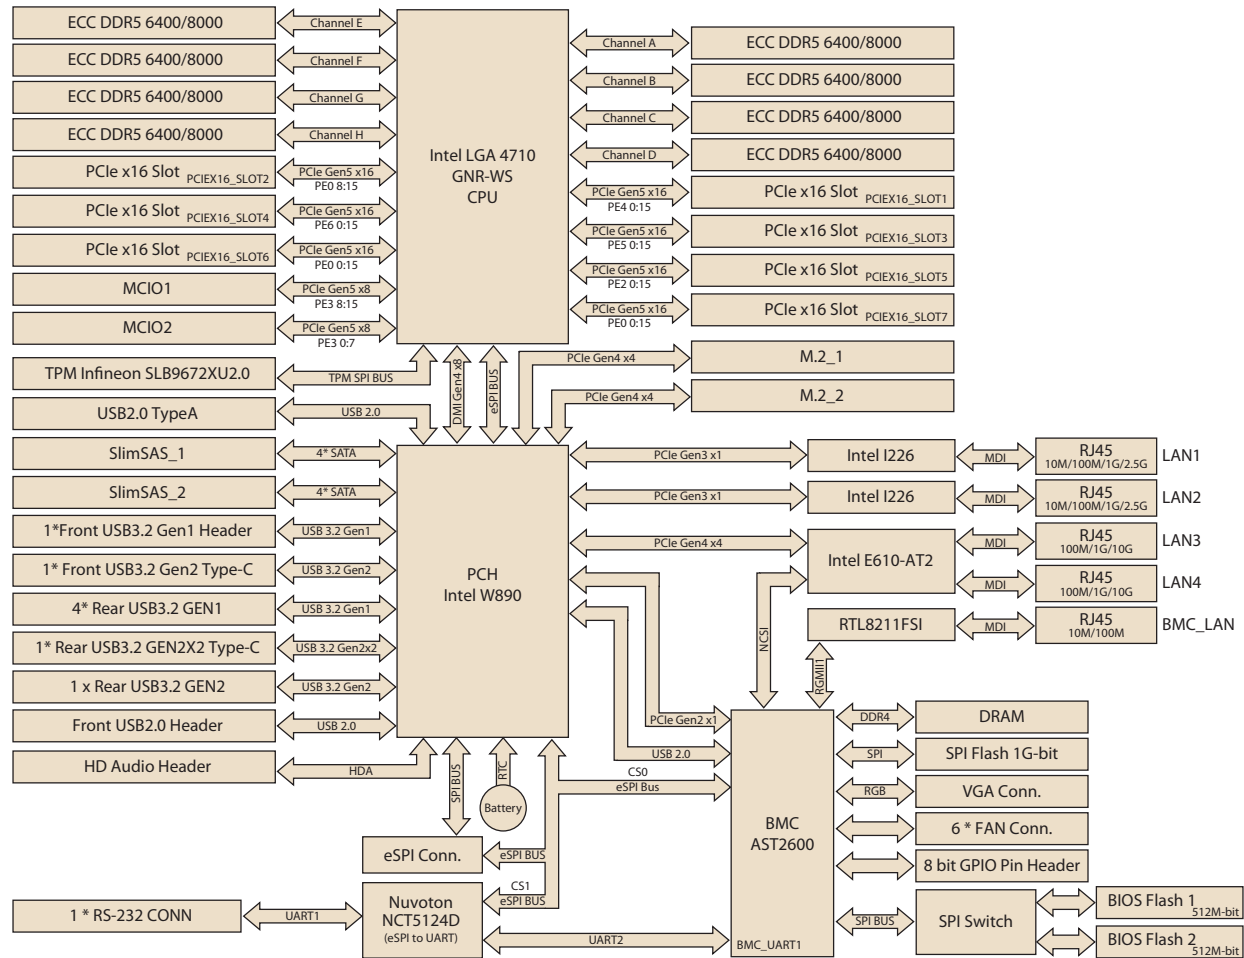 ECC DDR5 6400/8000
Channel E
ECC DDR5 6400/8000
Channel F
ECC DDR5 6400/8000
Channel G
ECC DDR5 6400/8000
Channel H
PCIe x16 Slot PCIEX16_SLOT2
PCIe Gen5 x16
PE0 8:15
PCIe x16 Slot PCIEX16_SLOT4
PCIe Gen5 x16
PE6 0:15
PCIe x16 Slot PCIEX16_SLOT6
PCIe Gen5 x16
PE0 0:15
MCIO1
PCIe Gen5 x8
PE3 8:15
MCIO2
PCIe Gen5 x8
PE3 0:7
Intel LGA 4710
GNR-WS
CPU
Channel A
ECC DDR5 6400/8000
Channel B
ECC DDR5 6400/8000
Channel C
ECC DDR5 6400/8000
Channel D
ECC DDR5 6400/8000
PCIe Gen5 x16
PE4 0:15
PCIe x16 Slot PCIEX16_SLOT1
PCIe Gen5 x16
PE5 0:15
PCIe x16 Slot PCIEX16_SLOT3
PCIe Gen5 x16
PE2 0:15
PCIe x16 Slot PCIEX16_SLOT5
PCIe Gen5 x16
PE0 0:15
PCIe x16 Slot PCIEX16_SLOT7
TPM Infineon SLB9672XU2.0
TPM SPI BUS
DMI Gen4 x8
eSPI BUS
PCIe Gen4 x4
M.2_1
PCIe Gen4 x4
M.2_2
USB2.0 TypeA
USB 2.0
SlimSAS_1
4* SATA
SlimSAS_2
4* SATA
1*Front USB3.2 Gen1 Header
USB 3.2 Gen1
1* Front USB3.2 Gen2 Type-C
USB 3.2 Gen2
4* Rear USB3.2 GEN1
USB 3.2 Gen1
1* Rear USB3.2 GEN2X2 Type-C
USB 3.2 Gen2x2
1 x Rear USB3.2 GEN2
USB 3.2 Gen2
Front USB2.0 Header
USB 2.0
HD Audio Header
HDA
PCH
Intel W890
PCIe Gen3 x1
Intel I226
MDI
RJ45
10M/100M/1G/2.5G
LAN1
PCIe Gen3 x1
Intel I226
MDI
RJ45
10M/100M/1G/2.5G
LAN2
PCIe Gen4 x4
Intel E610-AT2
MDI
RJ45
100M/1G/10G
LAN3
MDI
RJ45
100M/1G/10G
LAN4
NCSI
RTL8211FSI
MDI
RJ45
10M/100M
BMC_LAN
RGMII1
PCIe Gen2 x1
USB 2.0
CS0
eSPI Bus
SPI BUS
RTC
Battery
eSPI Conn.
eSPI BUS
CS1
eSPI BUS
Nuvoton
NCT5124D
(eSPI to UART)
1 * RS-232 CONN
UART1
UART2
BMC
AST2600
BMC_UART1
DDR4
DRAM
SPI
SPI Flash 1G-bit
RGB
VGA Conn.
6 * FAN Conn.
8 bit GPIO Pin Header
SPI BUS
SPI Switch
BIOS Flash 1
512M-bit
BIOS Flash 2
512M-bit